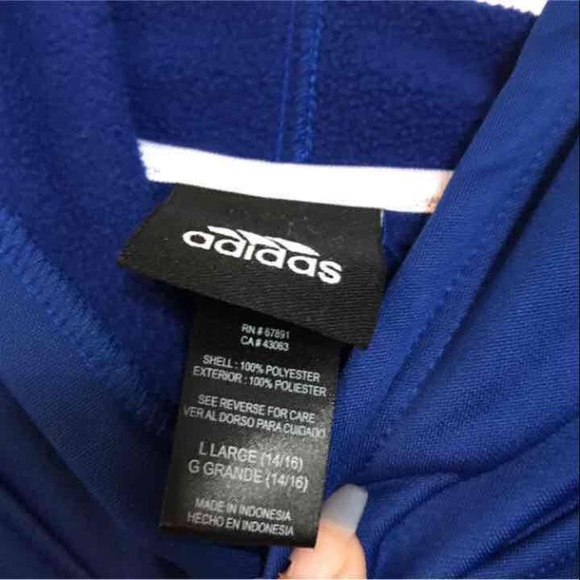 adidas
RN # 67891
CA # 43063
SHELL : 100% POLYESTER
EXTERIOR : 100% POLIESTER
SEE REVERSE FOR CARE
VER AL DORSO PARA CUIDADO
L LARGE (14/16)
G GRANDE (14/16)
MADE IN INDONESIA
HECHO EN INDONESIA